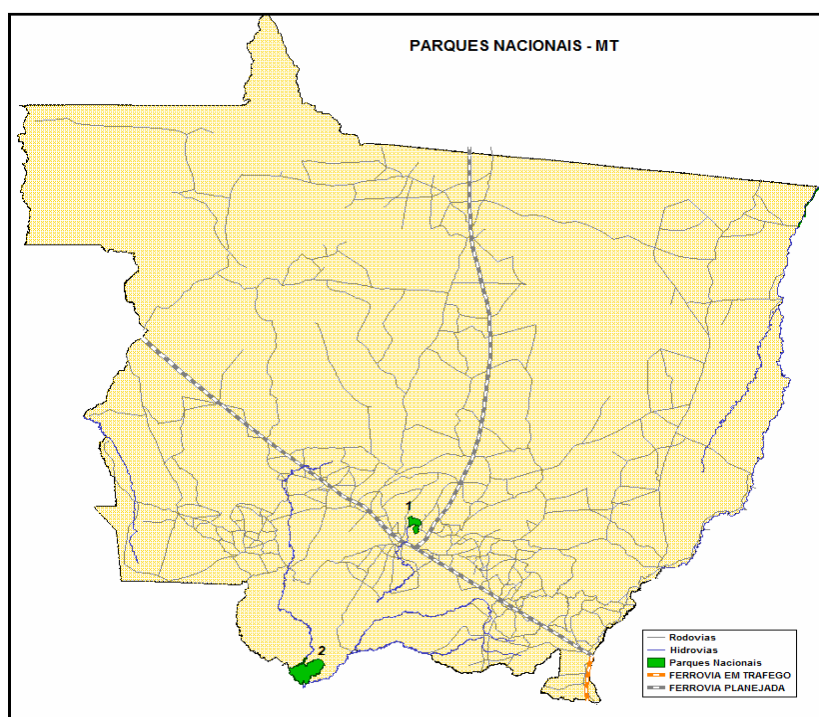 PARQUES NACIONAIS - MT
1
2
Rodovias
Hidrovias
Parques Nacionais
FERROVIA EM TRAFEGO
FERROVIA PLANEJADA